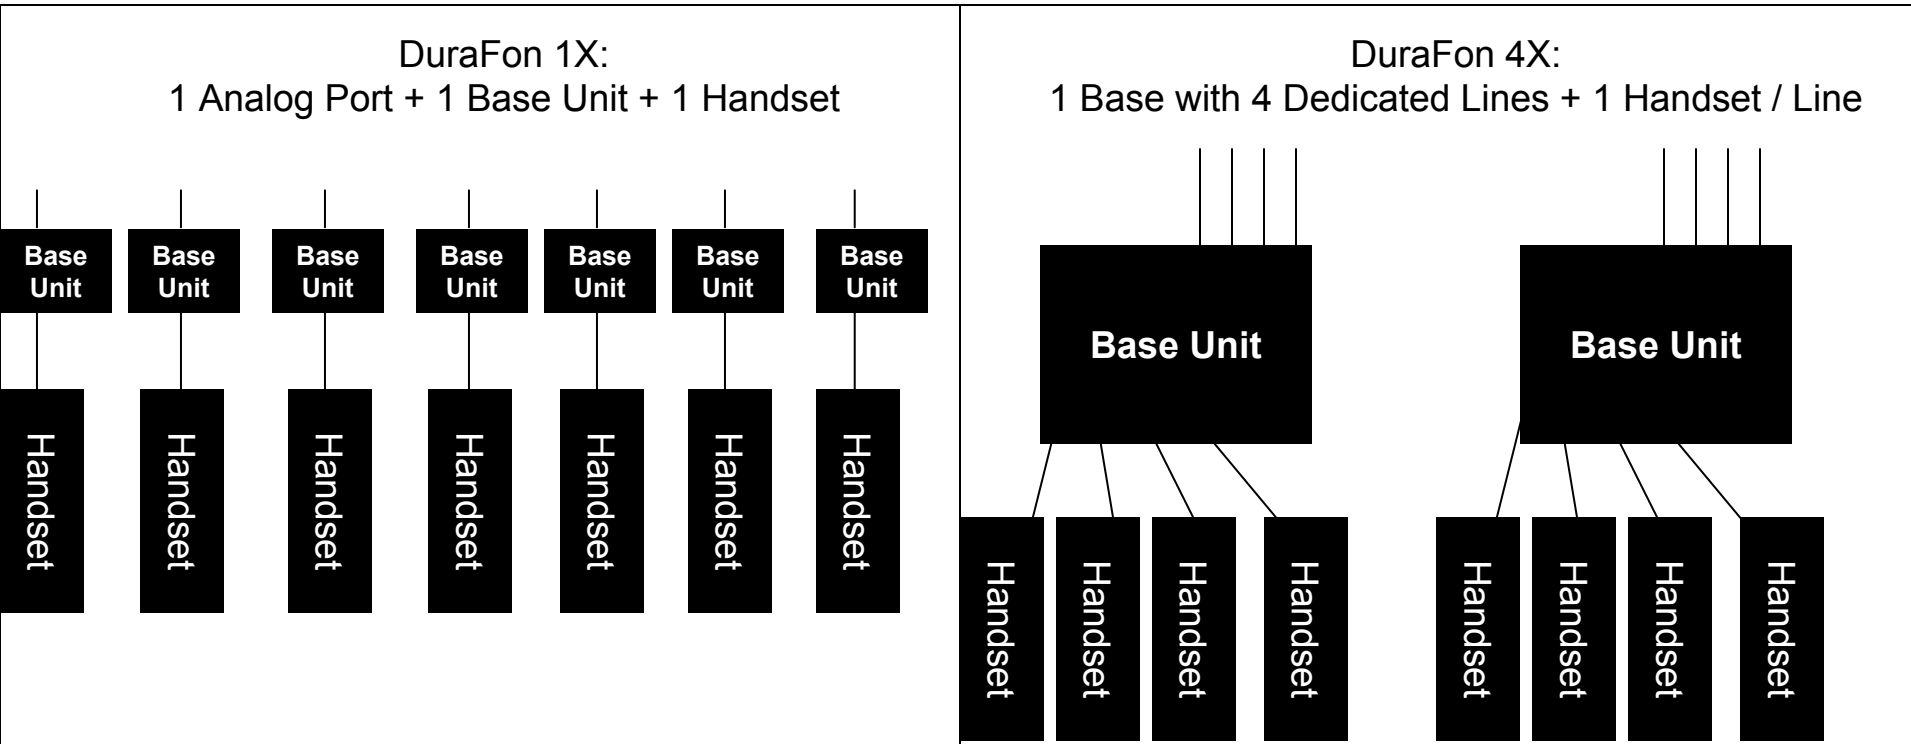 DuraFon 1X:
1 Analog Port + 1 Base Unit + 1 Handset
Base
Unit
Base
Unit
Base
Unit
Base
Unit
Base
Unit
Base
Unit
Base
Unit
Handset
Handset
Handset
Handset
Handset
Handset
Handset
DuraFon 4X:
1 Base with 4 Dedicated Lines + 1 Handset / Line
Base Unit
Base Unit
Handset
Handset
Handset
Handset
Handset
Handset
Handset
Handset